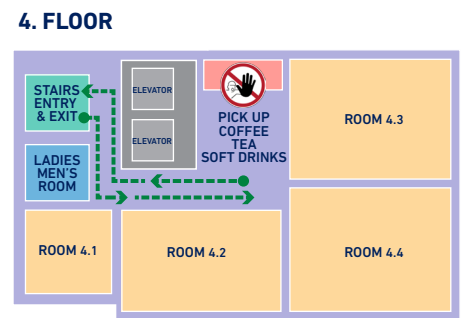 4. FLOOR
STAIRS
ENTRY
& EXIT
ELEVATOR
ELEVATOR
PICK UP
COFFEE
TEA
SOFT DRINKS
ROOM 4.3
LADIES
MEN'S
ROOM
ROOM 4.1
ROOM 4.2
ROOM 4.4